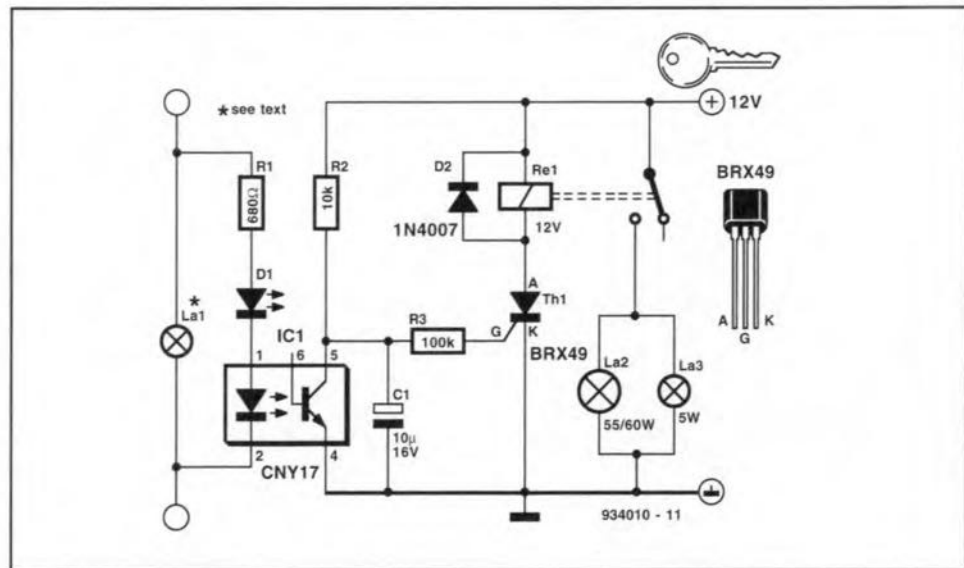 *see text
12V
R1
680Ω
R2
10k
D2
1N4007
Re1
12V
BRX49
A
G
K
D1
*
La1
IC1
1
6
5
2
4
CNY17
R3
100k
G
A
K
Th1
BRX49
C1
10µ
16V
La2
55/60W
La3
5W
934010 - 11